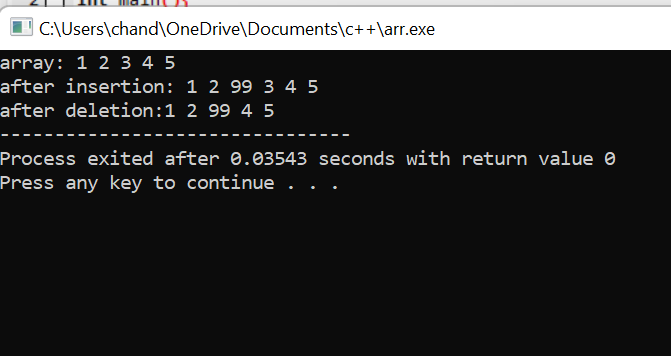 C:\Users\chand\OneDrive\Documents\c++\arr.exe
array: 1 2 3 4 5
after insertion: 1 2 99 3 4 5
after deletion:1 2 99 4 5
--------------------------------
Process exited after 0.03543 seconds with return value 0
Press any key to continue . . .